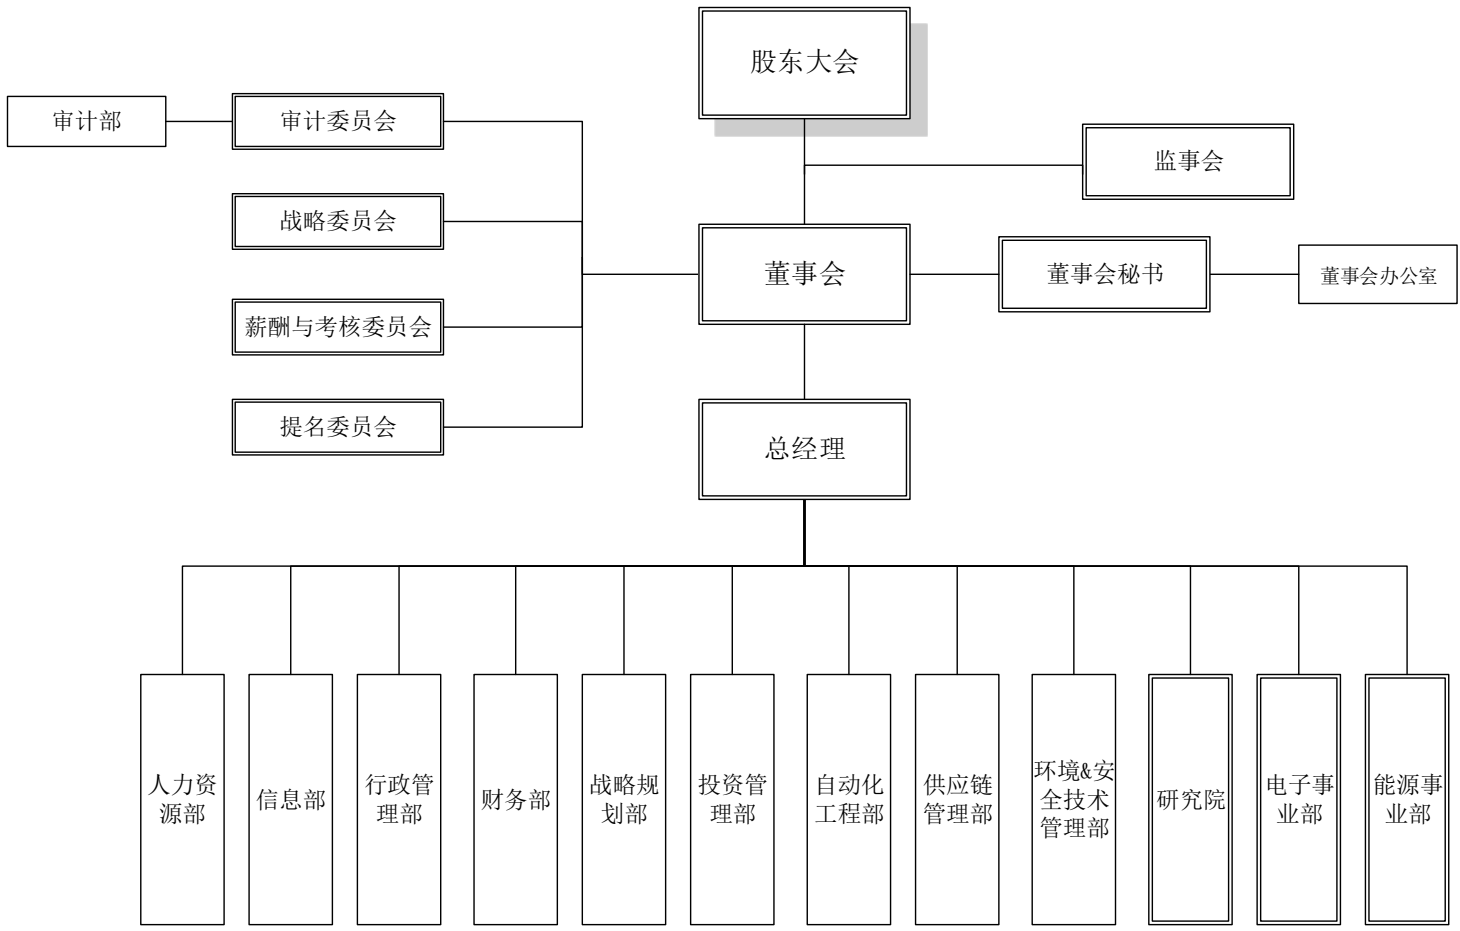 股东大会
审计部
审计委员会
监事会
战略委员会
董事会
董事会秘书
董事会办公室
薪酬与考核委员会
提名委员会
总经理
人力资
源部
信息部
行政管
理部
财务部
战略规
划部
投资管
理部
自动化
工程部
供应链
管理部
环境&安
全技术
管理部
研究院
电子事
业部
能源事
业部